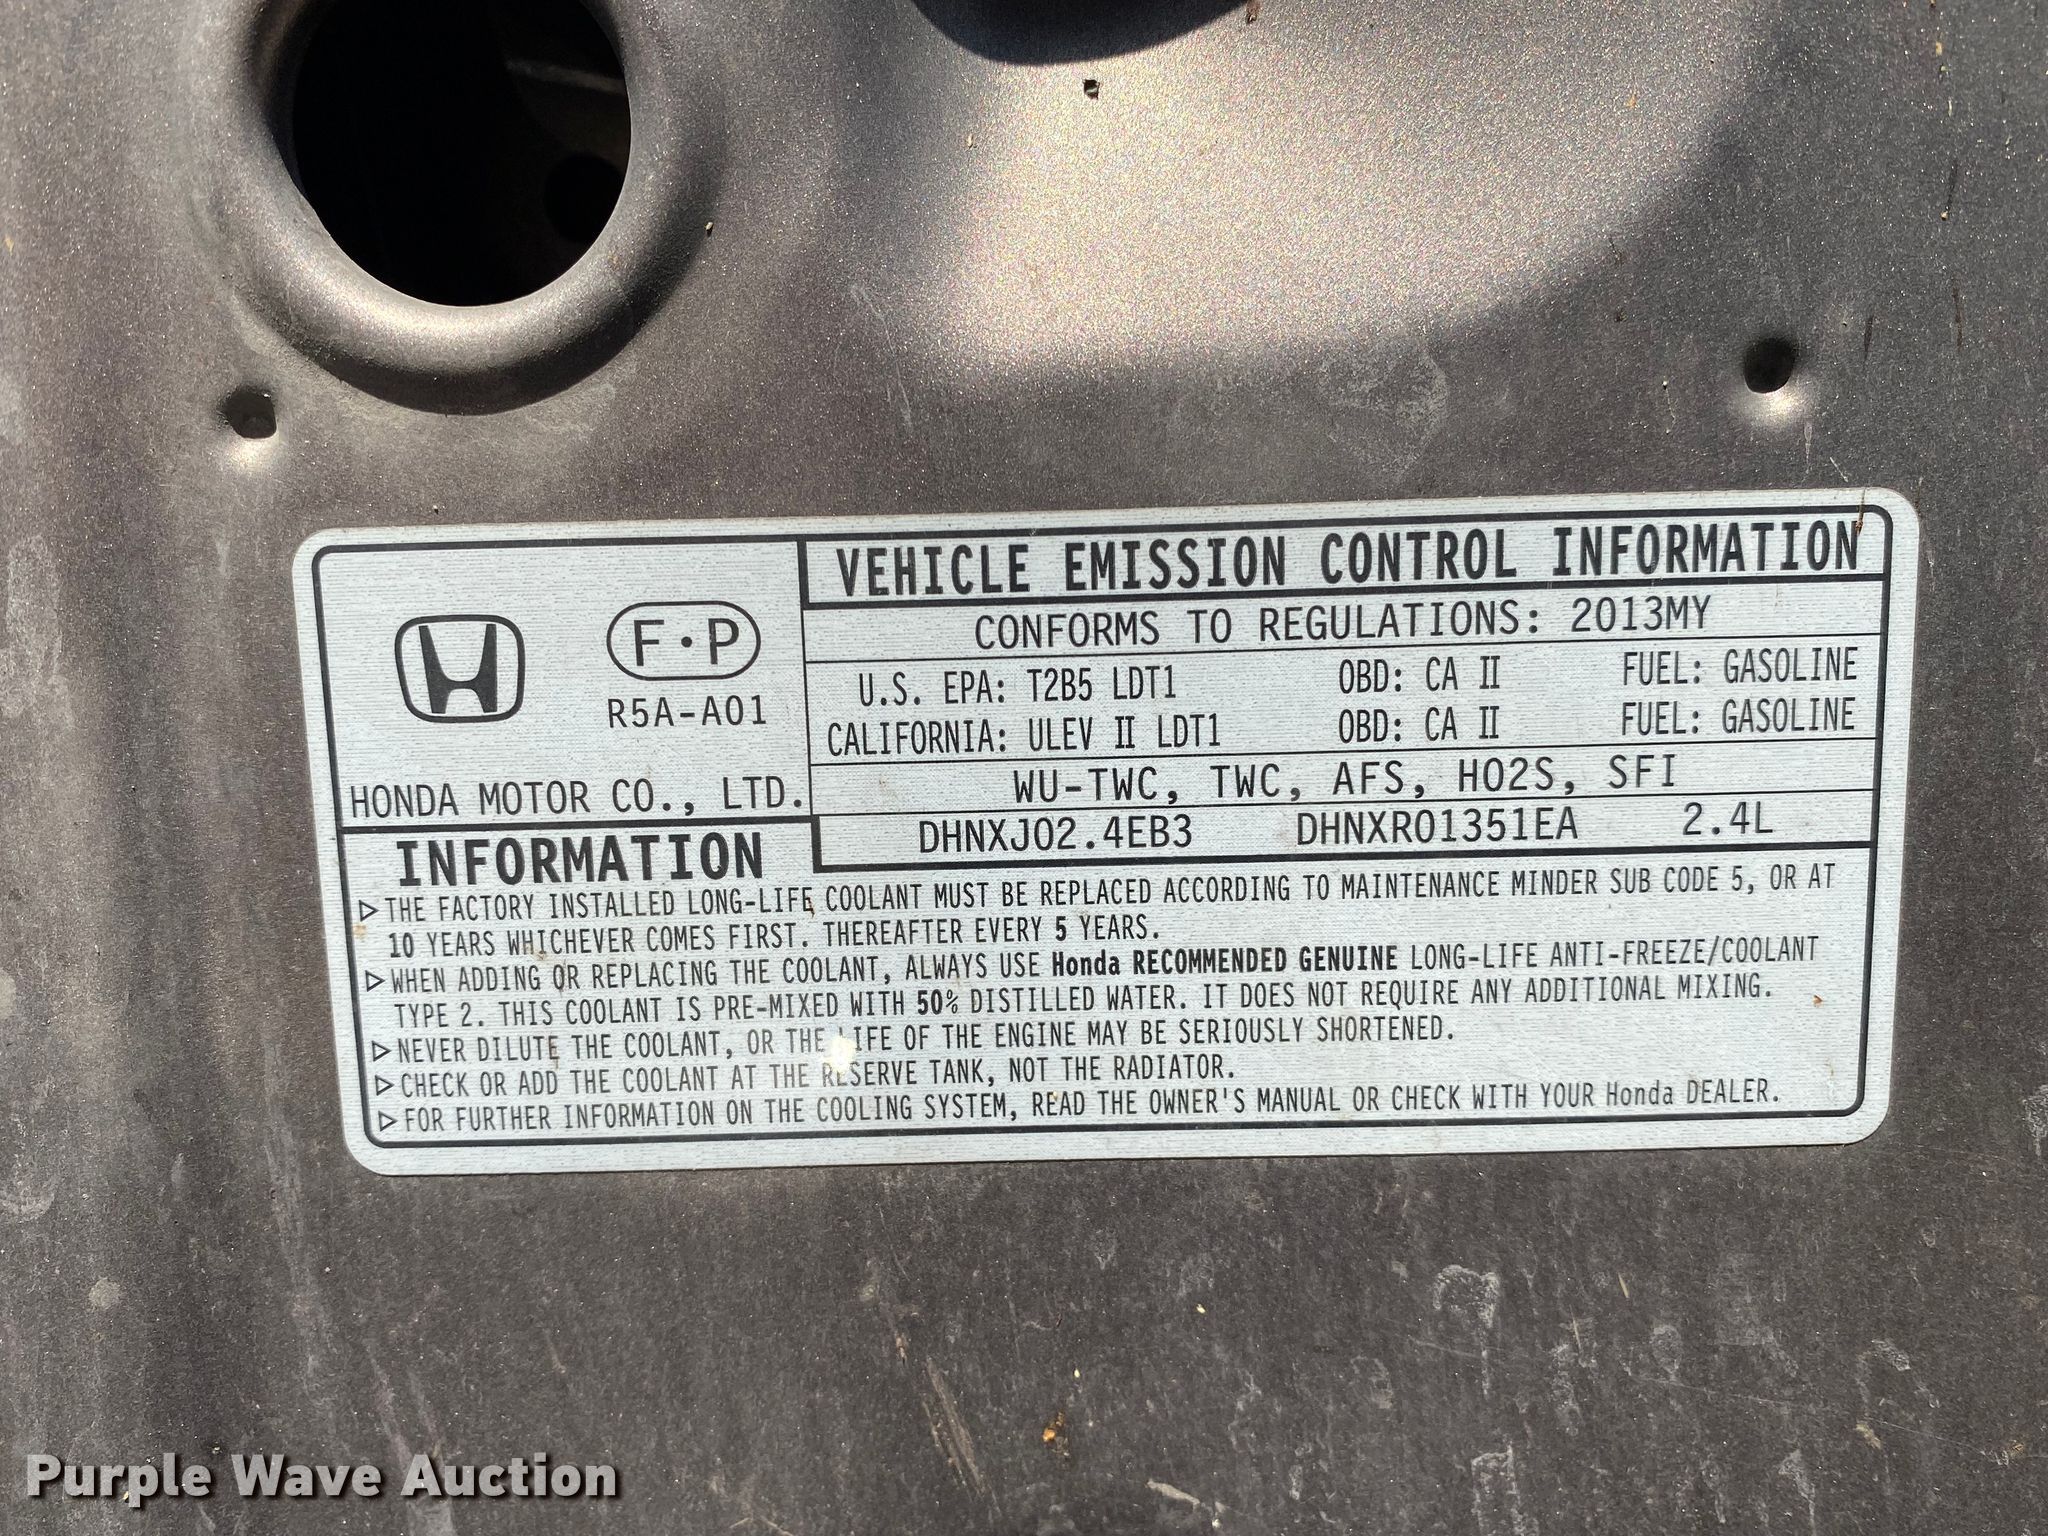 VEHICLE EMISSION CONTROL INFORMATION
CONFORMS TO REGULATIONS: 2013MY
F·P
R5A-A01
HONDA MOTOR CO., LTD.
U.S. EPA: T2B5 LDT1 OBD: CA II FUEL: GASOLINE
CALIFORNIA: ULEV II LDT1 OBD: CA II FUEL: GASOLINE
WU-TWC, TWC, AFS, HO2S, SFI
DHNXJ02.4EB3 DHNXR01351EA 2.4L
INFORMATION
▷THE FACTORY INSTALLED LONG-LIFE COOLANT MUST BE REPLACED ACCORDING TO MAINTENANCE MINDER SUB CODE 5, OR AT
10 YEARS WHICHEVER COMES FIRST. THEREAFTER EVERY 5 YEARS.
▷WHEN ADDING OR REPLACING THE COOLANT, ALWAYS USE Honda RECOMMENDED GENUINE LONG-LIFE ANTI-FREEZE/COOLANT
TYPE 2. THIS COOLANT IS PRE-MIXED WITH 50% DISTILLED WATER. IT DOES NOT REQUIRE ANY ADDITIONAL MIXING.
▷NEVER DILUTE THE COOLANT, OR THE LIFE OF THE ENGINE MAY BE SERIOUSLY SHORTENED.
▷CHECK OR ADD THE COOLANT AT THE RESERVE TANK, NOT THE RADIATOR.
▷FOR FURTHER INFORMATION ON THE COOLING SYSTEM, READ THE OWNER'S MANUAL OR CHECK WITH YOUR Honda DEALER.
Purple Wave Auction